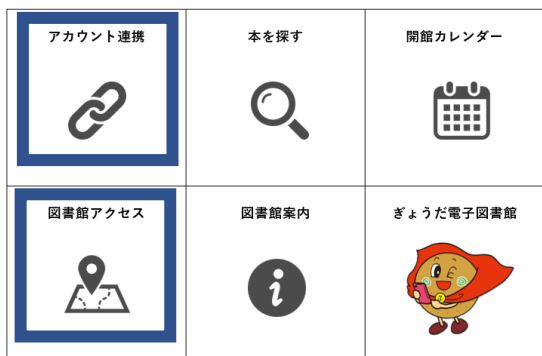 アカウント連携
本を探す
開館カレンダー
図書館アクセス
図書館案内
ぎょうだ電子図書館